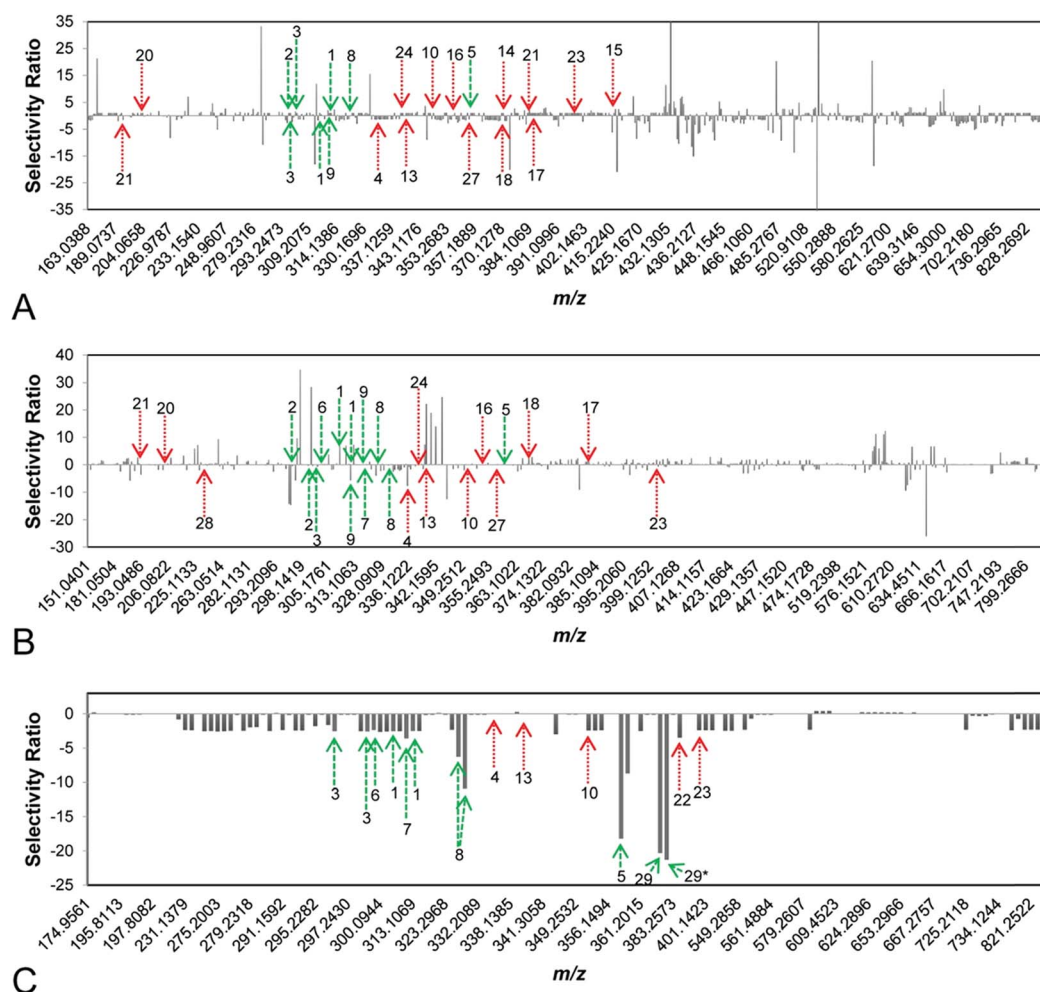 35
3
20 2 1 8 24 10 16 5 14 21 23 15
25
15
5
-5
-15
-25
-35
21 3 1 9 4 13 27 18 17
Selectivity Ratio
163.0388 189.0737 204.0658 226.9787 233.1540 248.9607 279.2316 293.2473 309.2075 314.1386 330.1696 337.1259 343.1176 353.2683 357.1889 370.1278 384.1069 391.0996 402.1463 415.2240 425.1670 432.1305 436.2127 448.1545 466.1060 485.2767 520.9108 550.2888 580.2625 621.2700 639.3146 654.3000 702.2180 736.2965 828.2692
m/z
A
40
30
20
10
0
-10
-20
-30
24
1 9
21 20 2 6 1 8 16 5 18 17
28 2 3 9 7 8 4 13 10 27 23
Selectivity Ratio
151.0401 181.0504 193.0486 206.0822 225.1133 263.0514 282.1131 293.2096 298.1419 305.1761 313.1063 328.0909 336.1222 342.1595 349.2512 355.2493 363.1022 374.1322 382.0932 385.1094 395.2060 399.1252 407.1268 414.1157 423.1664 429.1357 447.1520 474.1728 519.2398 576.1521 610.2720 634.4511 666.1617 702.2107 747.2193 799.2666
m/z
B
0
-5
-10
-15
-20
-25
3 3 6 1 7 1 8 4 13 10 22 23
5 29 29*
Selectivity Ratio
174.9561 195.8113 197.8082 231.1379 275.2003 279.2318 291.1592 295.2282 297.2430 300.0944 313.1069 323.2968 332.2089 338.1385 341.3058 349.2532 356.1494 361.2015 383.2573 401.1423 549.2858 561.4884 579.2607 609.4523 624.2896 653.2966 667.2757 725.2118 734.1244 821.2522
m/z
C